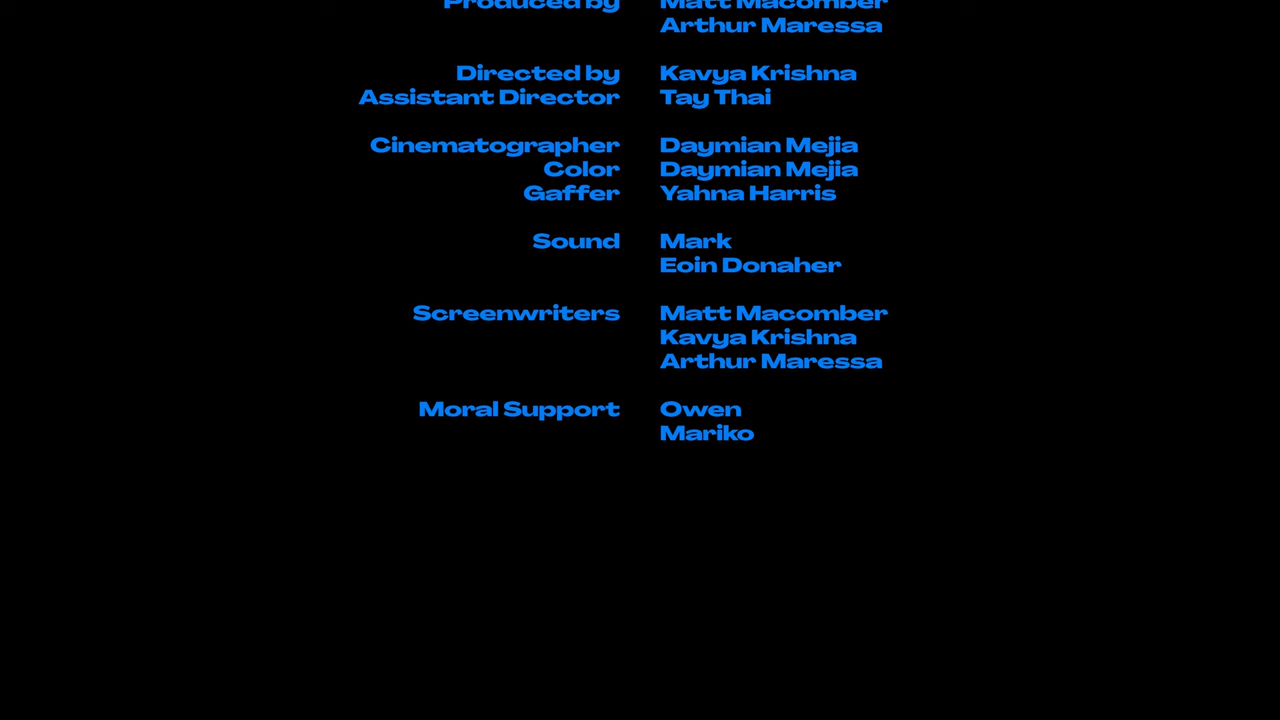 Produced by Matt Macomber
Arthur Maressa
Directed by Kavya Krishna
Assistant Director Tay Thai
Cinematographer Daymian Mejia
Color Daymian Mejia
Gaffer Yahna Harris
Sound Mark
Eoin Donaher
Screenwriters Matt Macomber
Kavya Krishna
Arthur Maressa
Moral Support Owen
Mariko